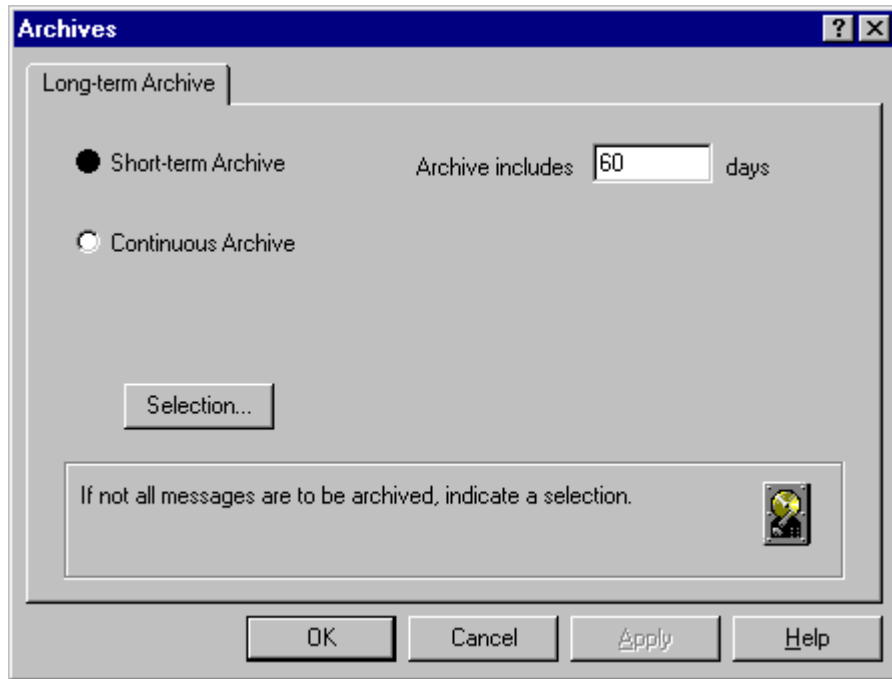 Archives
Long-term Archive
Short-term Archive Archive includes 60 days
Continuous Archive
Selection...
If not all messages are to be archived, indicate a selection.
OK Cancel Apply Help